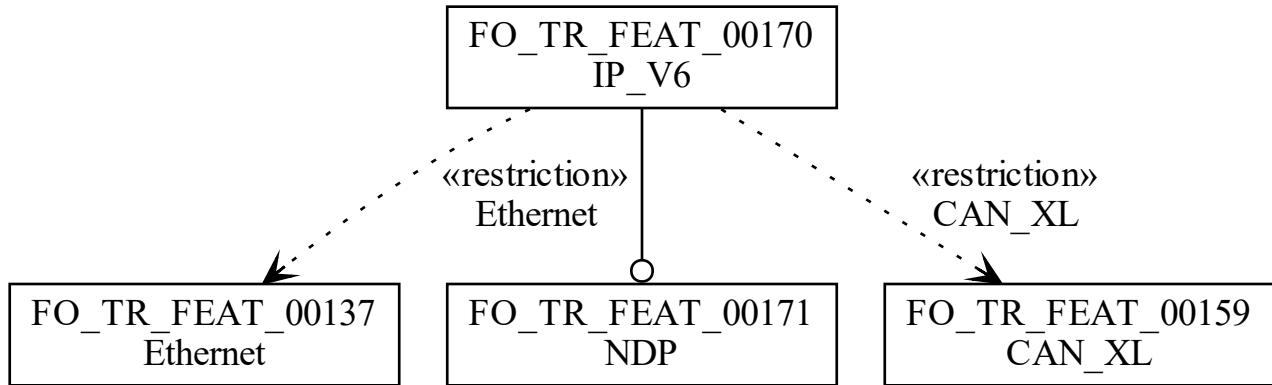 FO_TR_FEAT_00170
IP_V6
«restriction»
Ethernet
«restriction»
CAN_XL
FO_TR_FEAT_00137
Ethernet
FO_TR_FEAT_00171
NDP
FO_TR_FEAT_00159
CAN_XL